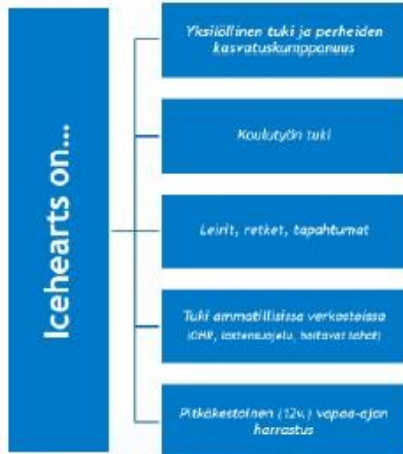 Icehearts on...
Yksilöllinen tuki ja perheiden
kasvatuskumppanuus
Koulutyön tuki
Leirit, retket, tapahtumat
Tuki ammatillisissa verkostoissa
(OHR, lastensuojelu, hoitavat tahot)
Pitkäkestoinen (12v.) vapaa-ajan
harrastus